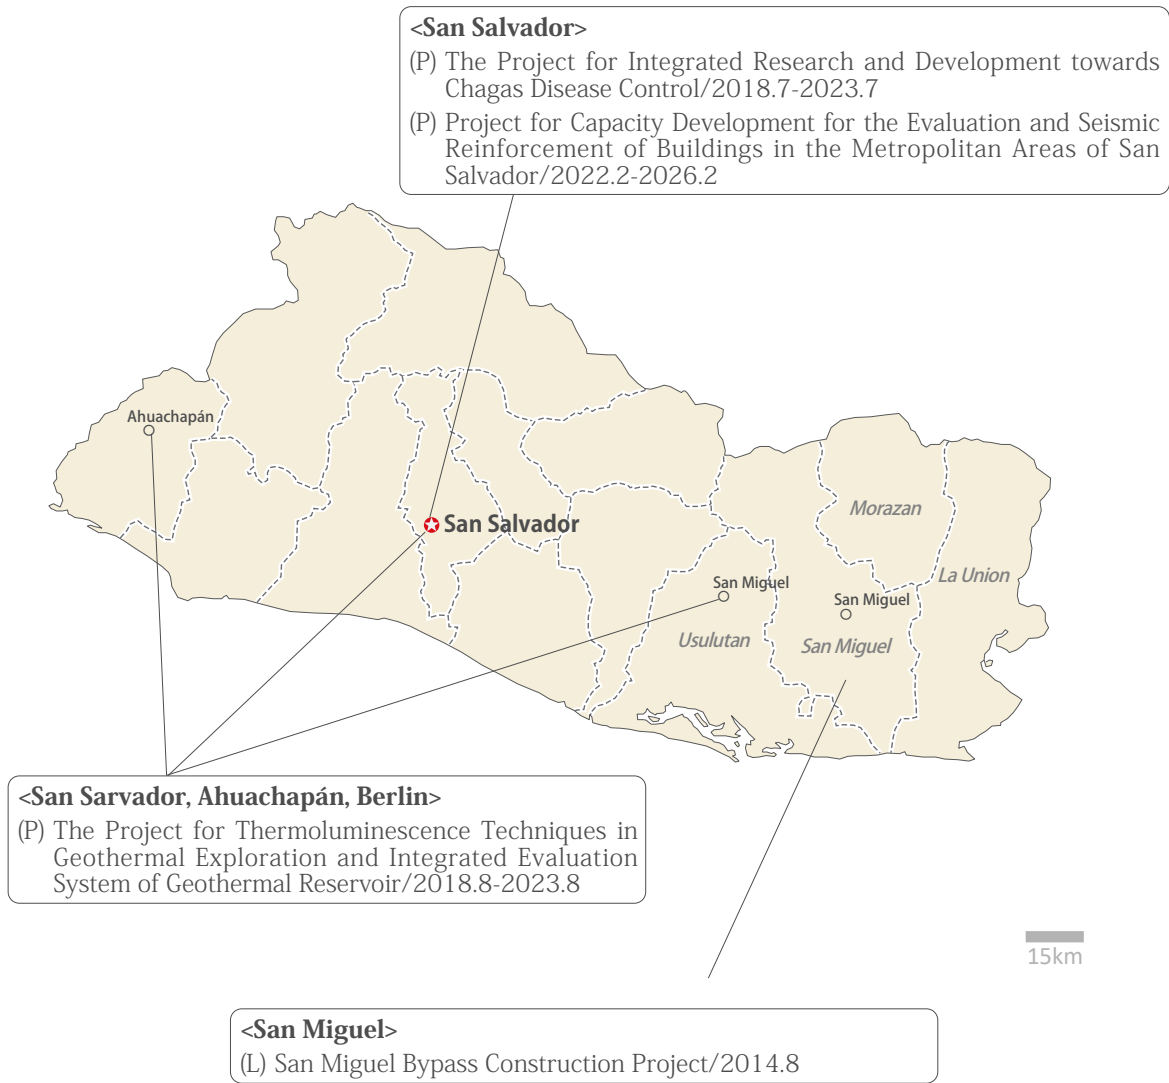 <San Salvador>
(P) The Project for Integrated Research and Development towards
Chagas Disease Control/2018.7-2023.7
(P) Project for Capacity Development for the Evaluation and Seismic
Reinforcement of Buildings in the Metropolitan Areas of San
Salvador/2022.2-2026.2
Ahuachapán
San Salvador
Morazan
La Union
San Miguel
San Miguel
Usulutan
San Miguel
<San Sarvador, Ahuachapán, Berlin>
(P) The Project for Thermoluminescence Techniques in
Geothermal Exploration and Integrated Evaluation
System of Geothermal Reservoir/2018.8-2023.8
15km
<San Miguel>
(L) San Miguel Bypass Construction Project/2014.8